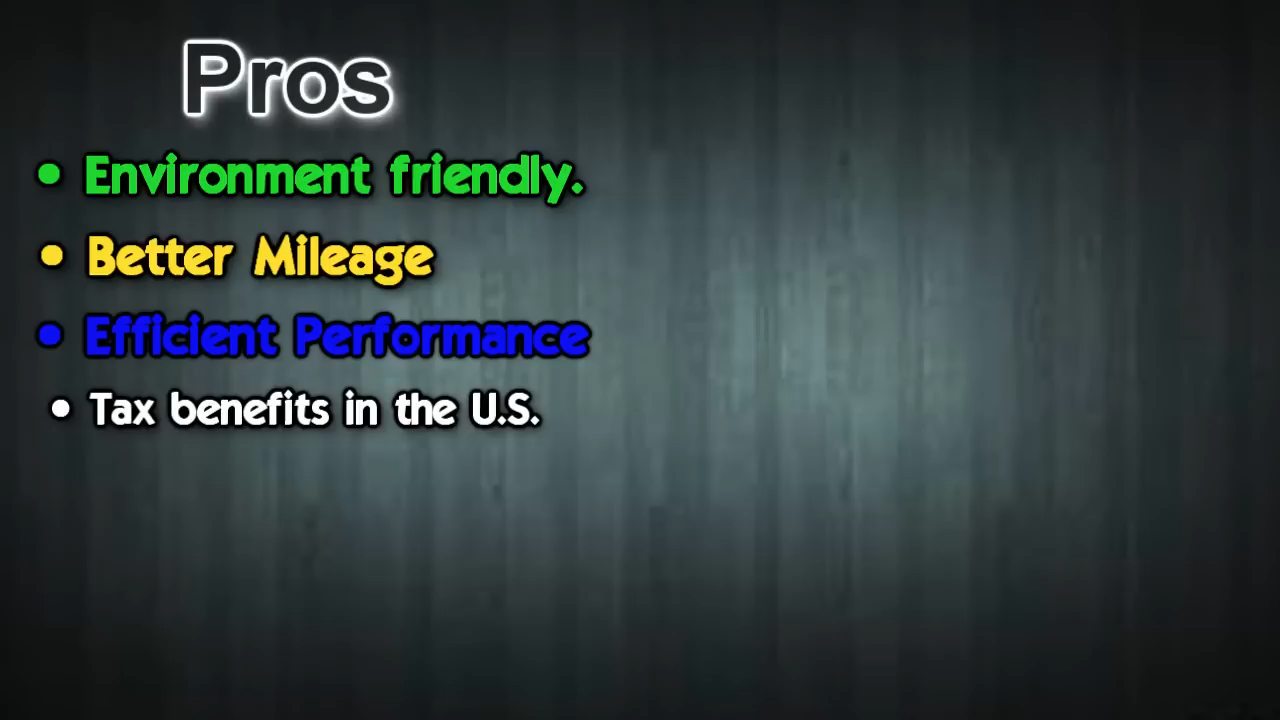 Pros
• Environment friendly.
• Better Mileage
• Efficient Performance
• Tax benefits in the U.S.